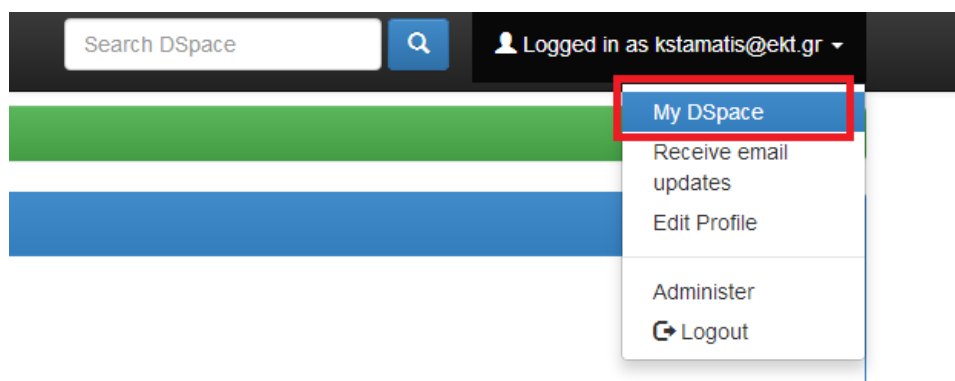 Search DSpace
Logged in as kstamatis@ekt.gr
My DSpace
Receive email
updates
Edit Profile
Administer
Logout